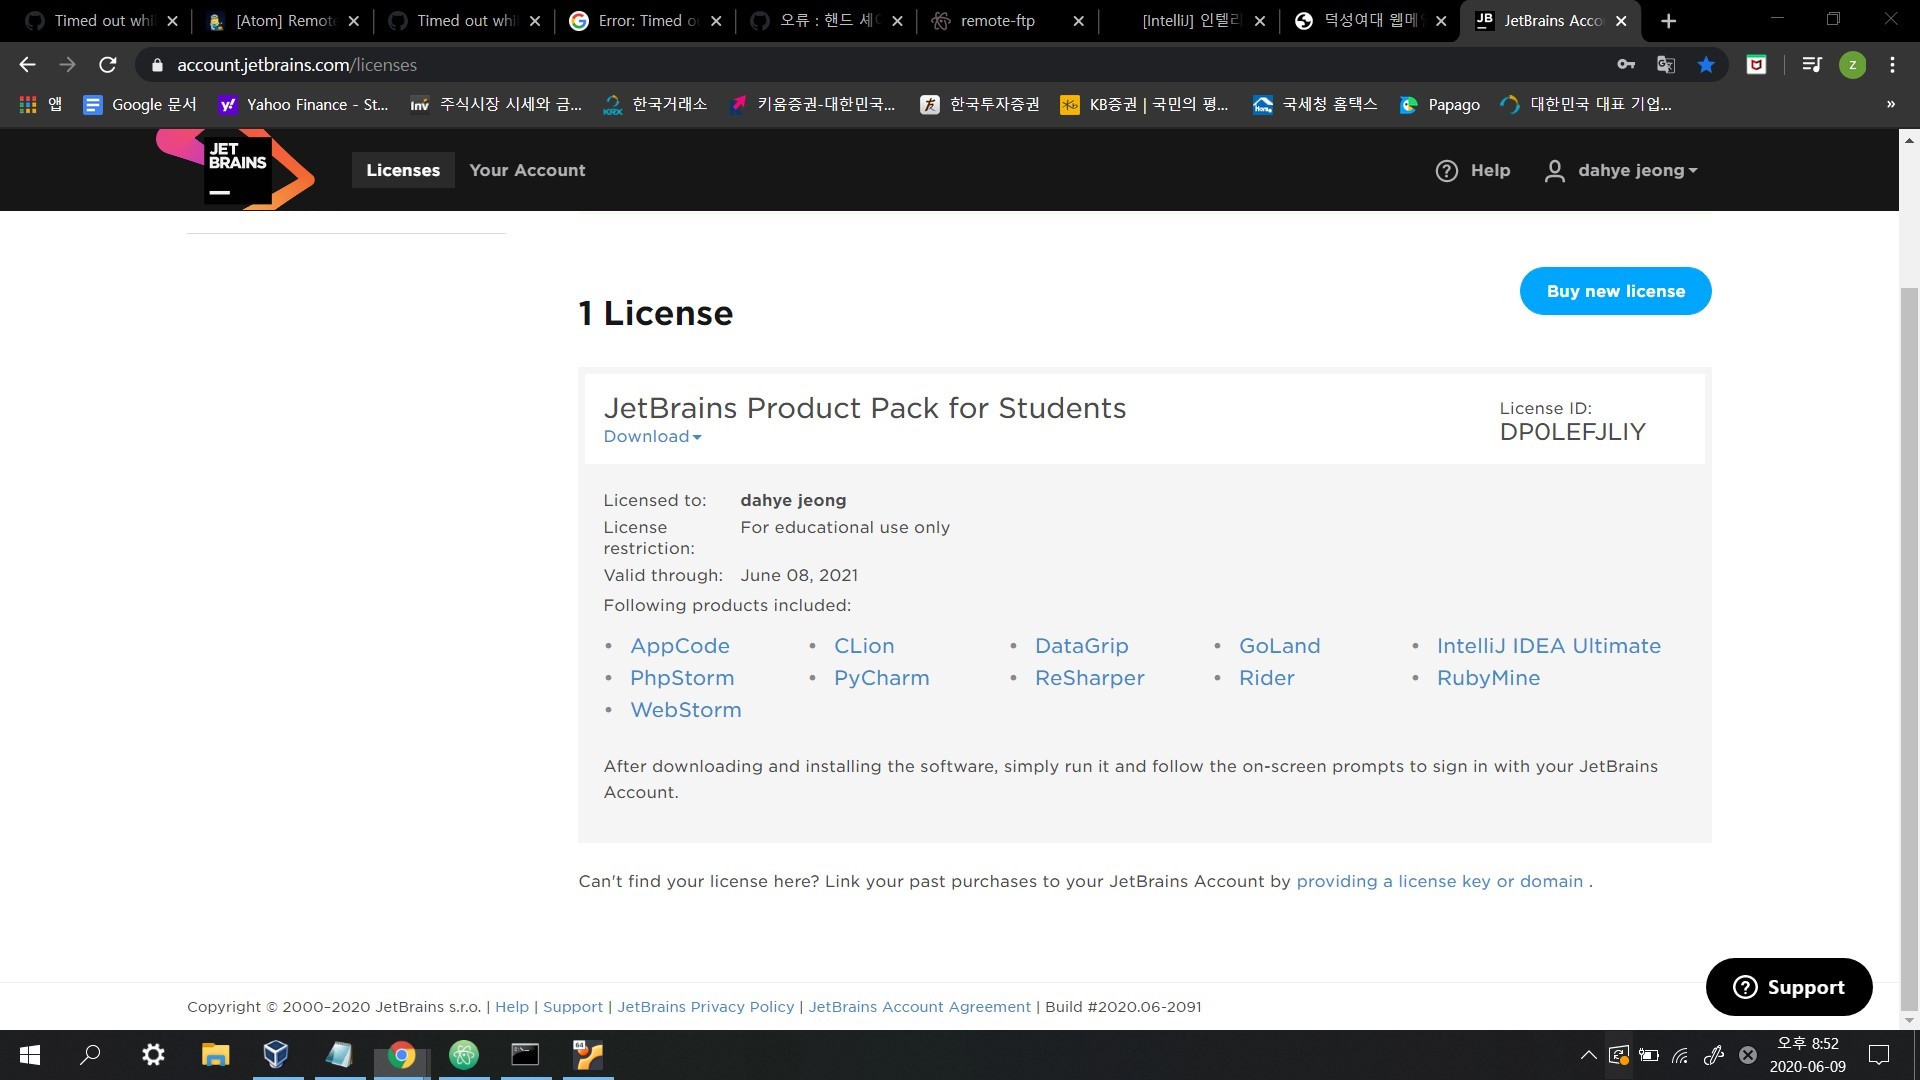 Timed out whi
[Atom] Remot
Timed out whi
Error: Timed o
오류 : 핸드 셰
remote-ftp
[IntelliJ] 인텔리
덕성여대 웹메
JB
JetBrains Acco
account.jetbrains.com/licenses
z
앱
Google 문서
Yahoo Finance - St...
Inv
주식시장 시세와 금...
KRX
한국거래소
키움증권-대한민국...
한국투자증권
KB증권 | 국민의 평...
국세청 홈택스
Papago
대한민국 대표 기업...
»
JET
BRAINS
Licenses
Your Account
Help
dahye jeong
1 License
Buy new license
JetBrains Product Pack for Students
Download
License ID:
DP0LEFJLIY
Licensed to: dahye jeong
License restriction: For educational use only
Valid through: June 08, 2021
Following products included:
• AppCode • CLion • DataGrip • GoLand • IntelliJ IDEA Ultimate
• PhpStorm • PyCharm • ReSharper • Rider • RubyMine
• WebStorm
After downloading and installing the software, simply run it and follow the on-screen prompts to sign in with your JetBrains
Account.
Can't find your license here? Link your past purchases to your JetBrains Account by providing a license key or domain .
Support
Copyright © 2000–2020 JetBrains s.r.o. | Help | Support | JetBrains Privacy Policy | JetBrains Account Agreement | Build #2020.06-2091
64
오후 8:52
2020-06-09